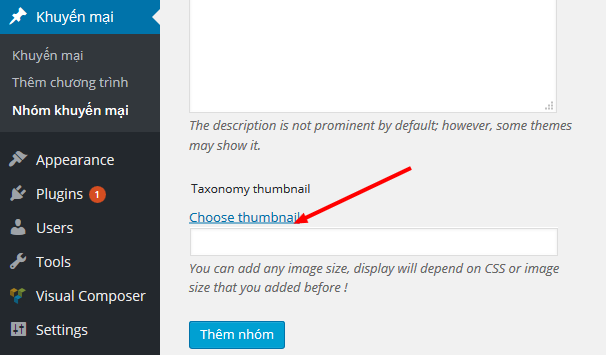 Khuyến mại
Khuyến mại
Thêm chương trình
Nhóm khuyến mại
Appearance
Plugins 1
Users
Tools
Visual Composer
Settings
The description is not prominent by default; however, some themes
may show it.
Taxonomy thumbnail
Choose thumbnail
You can add any image size, display will depend on CSS or image
size that you added before !
Thêm nhóm